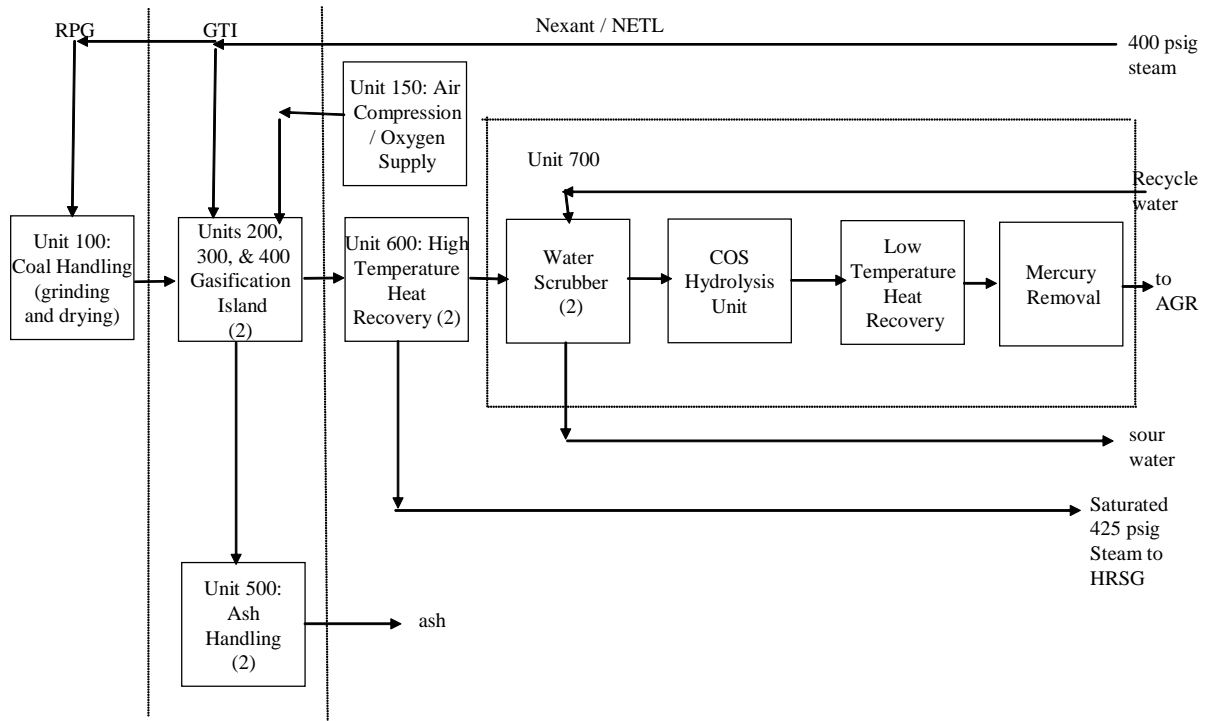 RPG
GTI
Nexant / NETL
400 psig
steam
Unit 150: Air
Compression
/ Oxygen
Supply
Unit 700
Recycle
water
Unit 100:
Coal Handling
(grinding
and drying)
Units 200,
300, & 400
Gasification
Island
(2)
Unit 600: High
Temperature
Heat
Recovery (2)
Water
Scrubber
(2)
COS
Hydrolysis
Unit
Low
Temperature
Heat
Recovery
Mercury
Removal
to
AGR
sour
water
Saturated
425 psig
Steam to
HRSG
Unit 500:
Ash
Handling
(2)
ash